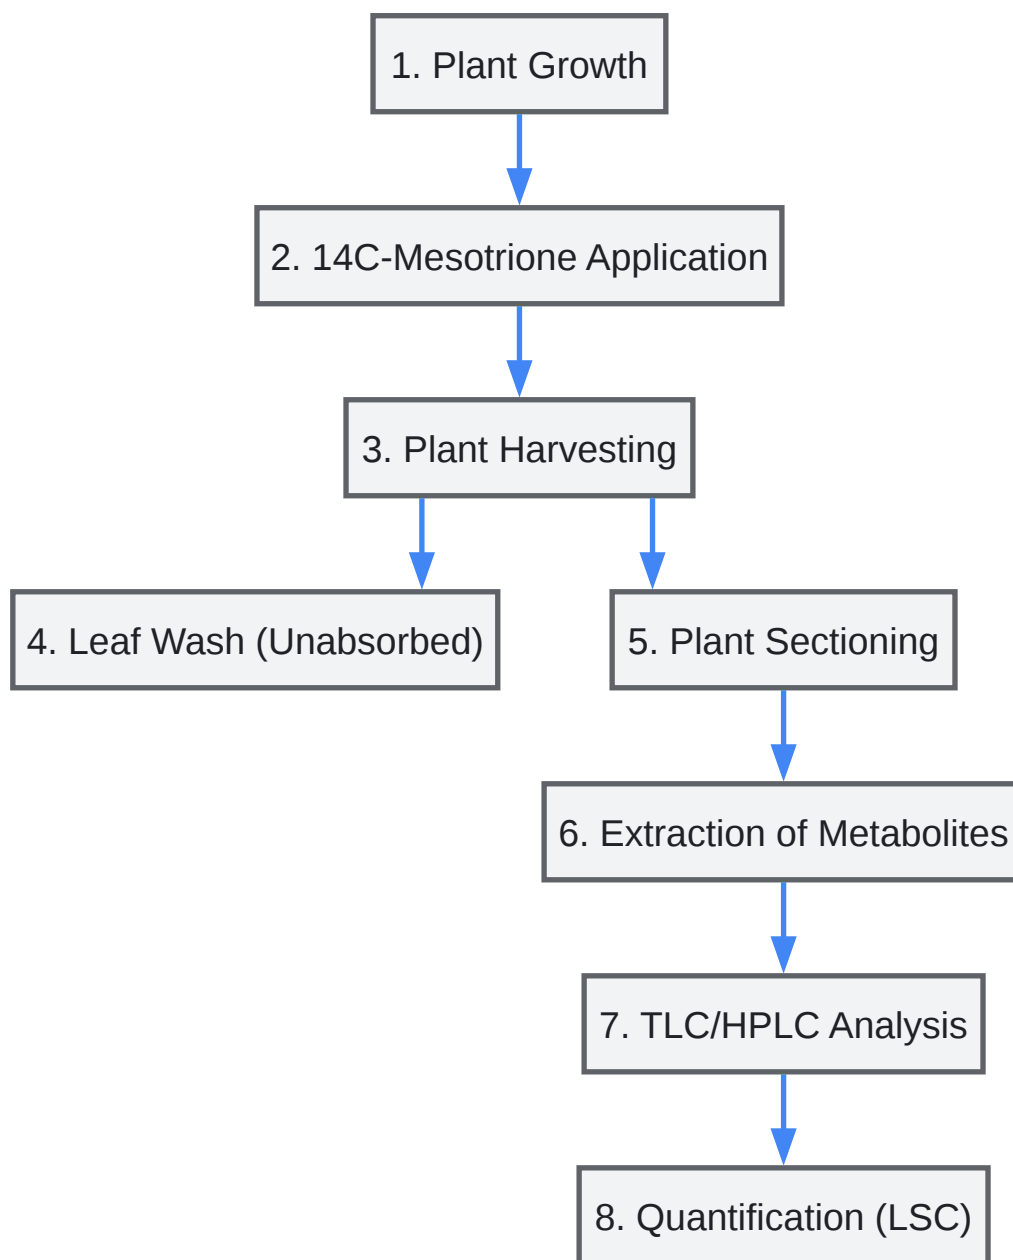 1. Plant Growth
2. 14C-Mesotrione Application
3. Plant Harvesting
4. Leaf Wash (Unabsorbed)
5. Plant Sectioning
6. Extraction of Metabolites
7. TLC/HPLC Analysis
8. Quantification (LSC)